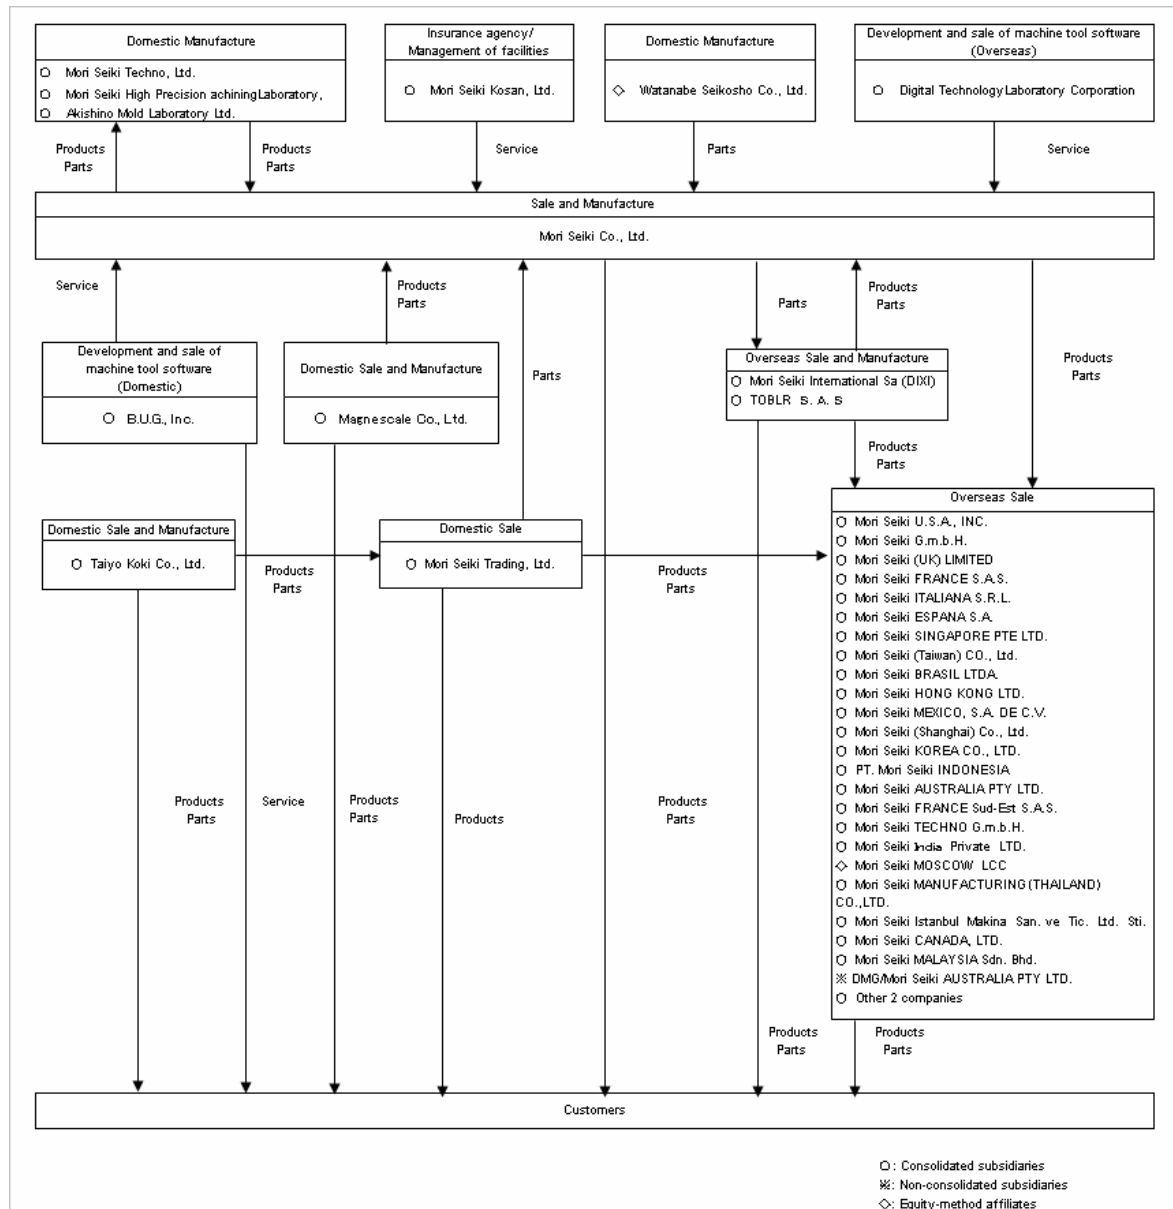 Domestic Manufacture
○ Mori Seiki Techno, Ltd.
○ Mori Seiki High Precision achiningLaboratory,
○ Akishino Mold Laboratory Ltd.
Insurance agency/
Management of facilities
○ Mori Seiki Kosan, Ltd.
Domestic Manufacture
◇ Watanabe Seikosho Co., Ltd.
Development and sale of machine tool software
(Overseas)
○ Digital TechnologyLaboratory Corporation
Products
Parts
Products
Parts
Service
Parts
Service
Sale and Manufacture
Mori Seiki Co., Ltd.
Service
Products
Parts
Parts
Parts
Products
Parts
Products
Parts
Development and sale of
machine tool software
(Domestic)
○ B.U.G., Inc.
Domestic Sale and Manufacture
○ Magnescale Co., Ltd.
Overseas Sale and Manufacture
○ Mori Seiki International Sa (DIXI)
○ TOBLR S. A. S
Products
Parts
Domestic Sale and Manufacture
○ Taiyo Koki Co., Ltd.
Products
Parts
Domestic Sale
○ Mori Seiki Trading, Ltd.
Products
Parts
Overseas Sale
○ Mori Seiki U.S.A., INC.
○ Mori Seiki G.m.b.H.
○ Mori Seiki (UK) LIMITED
○ Mori Seiki FRANCE S.A.S.
○ Mori Seiki ITALIANA S.R.L.
○ Mori Seiki ESPANA S.A.
○ Mori Seiki SINGAPORE PTE LTD.
○ Mori Seiki (Taiwan) CO., Ltd.
○ Mori Seiki BRASIL LTDA.
○ Mori Seiki HONG KONG LTD.
○ Mori Seiki MEXICO, S.A. DE C.V.
○ Mori Seiki (Shanghai) Co., Ltd.
○ Mori Seiki KOREA CO., LTD.
○ PT. Mori Seiki INDONESIA
○ Mori Seiki AUSTRALIA PTY LTD.
○ Mori Seiki FRANCE Sud-Est S.A.S.
○ Mori Seiki TECHNO G.m.b.H.
○ Mori Seiki India Private LTD.
◇ Mori Seiki MOSCOW LCC
○ Mori Seiki MANUFACTURING (THAILAND)
CO.,LTD.
○ Mori Seiki Istanbul Makina San. ve Tic. Ltd. Sti.
○ Mori Seiki CANADA, LTD.
○ Mori Seiki MALAYSIA Sdn. Bhd.
※ DMG/Mori Seiki AUSTRALIA PTY LTD.
○ Other 2 companies
Products
Parts
Service
Products
Parts
Products
Products
Parts
Products
Parts
Products
Parts
Customers
○: Consolidated subsidiaries
※: Non-consolidated subsidiaries
◇: Equity-method affiliates